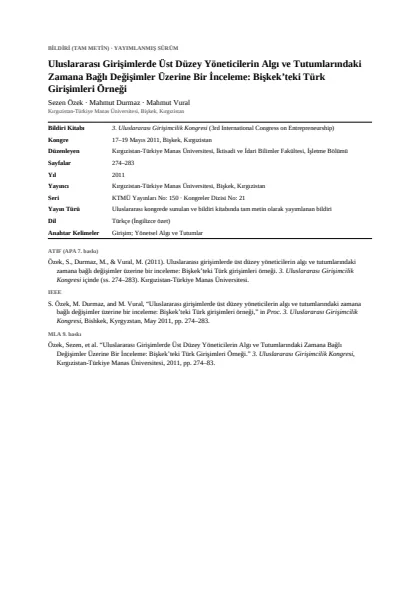 BİLDİRİ (TAM METİN) · YAYIMLANMIŞ SÜRÜM
Uluslararası Girişimlerde Üst Düzey Yöneticilerin Algı ve Tutumlarındaki
Zamana Bağlı Değişimler Üzerine Bir İnceleme: Bişkek’teki Türk
Girişimleri Örneği
Sezen Özek · Mahmut Durmaz · Mahmut Vural
Kırgızistan-Türkiye Manas Üniversitesi, Bişkek, Kırgızistan
Bildiri Kitabı 3. Uluslararası Girişimcilik Kongresi (3rd International Congress on Entrepreneurship)
Kongre 17–19 Mayıs 2011, Bişkek, Kırgızistan
Düzenleyen Kırgızistan-Türkiye Manas Üniversitesi, İktisadi ve İdari Bilimler Fakültesi, İşletme Bölümü
Sayfalar 274–283
Yıl 2011
Yayıncı Kırgızistan-Türkiye Manas Üniversitesi, Bişkek, Kırgızistan
Seri KTMÜ Yayınları No: 150 · Kongreler Dizisi No: 21
Yayın Türü Uluslararası kongrede sunulan ve bildiri kitabında tam metin olarak yayımlanan bildiri
Dil Türkçe (İngilizce özet)
Anahtar Kelimeler Girişim; Yönetsel Algı ve Tutumlar
ATIF (APA 7. baskı)
Özek, S., Durmaz, M., & Vural, M. (2011). Uluslararası girişimlerde üst düzey yöneticilerin algı ve tutumlarındaki
zamana bağlı değişimler üzerine bir inceleme: Bişkek’teki Türk girişimleri örneği. 3. Uluslararası Girişimcilik
Kongresi içinde (ss. 274–283). Kırgızistan-Türkiye Manas Üniversitesi.
IEEE
S. Özek, M. Durmaz, and M. Vural, “Uluslararası girişimlerde üst düzey yöneticilerin algı ve tutumlarındaki zamana
bağlı değişimler üzerine bir inceleme: Bişkek’teki Türk girişimleri örneği,” in Proc. 3. Uluslararası Girişimcilik
Kongresi, Bishkek, Kyrgyzstan, May 2011, pp. 274–283.
MLA 9. baskı
Özek, Sezen, et al. “Uluslararası Girişimlerde Üst Düzey Yöneticilerin Algı ve Tutumlarındaki Zamana Bağlı
Değişimler Üzerine Bir İnceleme: Bişkek’teki Türk Girişimleri Örneği.” 3. Uluslararası Girişimcilik Kongresi,
Kırgızistan-Türkiye Manas Üniversitesi, 2011, pp. 274–83.